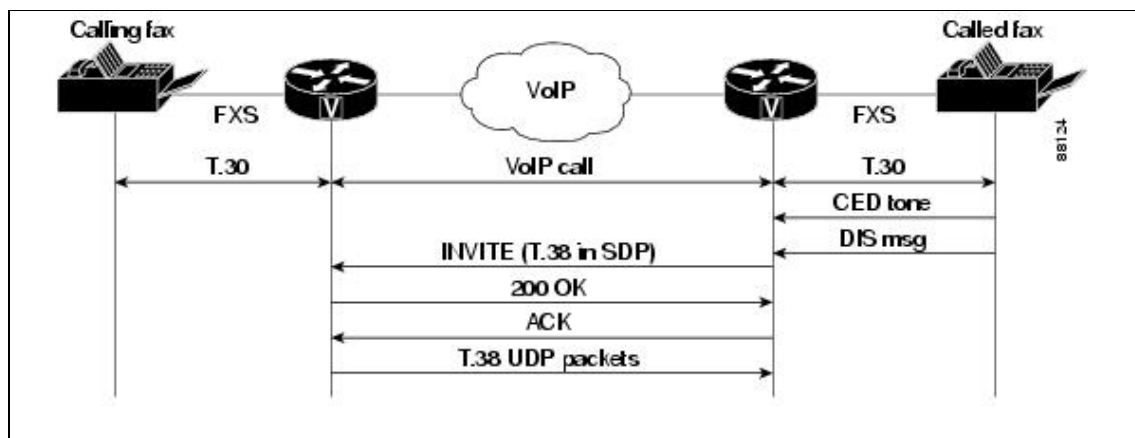 Calling fax
Called fax
VoIP
FXS
V
V
FXS
88124
T.30
VoIP call
T.30
CED tone
DIS msg
INVITE (T.38 in SDP)
200 OK
ACK
T.38 UDP packets